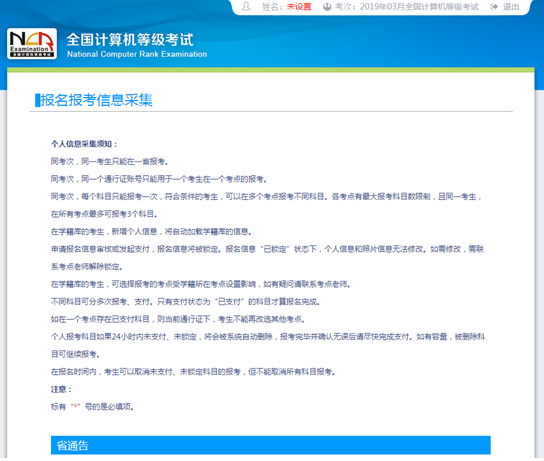 姓名：未设置 考次：2019年03月全国计算机等级考试 退出
NCR
Examination
全国计算机等级考试
全国计算机等级考试
National Computer Rank Examination
报名报考信息采集
个人信息采集须知：
同考次，同一考生只能在一省报考。
同考次，同一个通行证账号只能用于一个考生在一个考点的报考。
同考次，每个科目只能报考一次，符合条件的考生，可以在多个考点报考不同科目。各考点有最大报考科目数限制，且同一考生，
在所有考点最多可报考3个科目。
在学籍库的考生，新增个人信息，将自动加载学籍库的信息。
申请报名信息审核或发起支付，报名信息将被锁定。报名信息“已锁定”状态下，个人信息和照片信息无法修改。如需修改，需联
系考点老师解除锁定。
在学籍库的考生，可选择报考的考点受学籍所在考点设置影响，如有疑问请联系考点老师。
不同科目可分多次报考、支付。只有支付状态为“已支付”的科目才算报名完成。
如在一个考点存在已支付科目，则当前通行证下，考生不能再改选其他考点。
个人报考科目如果24小时内未支付、未锁定，将会被系统自动删除，报考完毕并确认无误后请尽快完成支付。如有容量，被删除科
目可继续报考。
在报名时间内，考生可以取消未支付、未锁定科目的报考，但不能取消所有科目报考。
注意：
标有“*”号的是必填项。
省通告